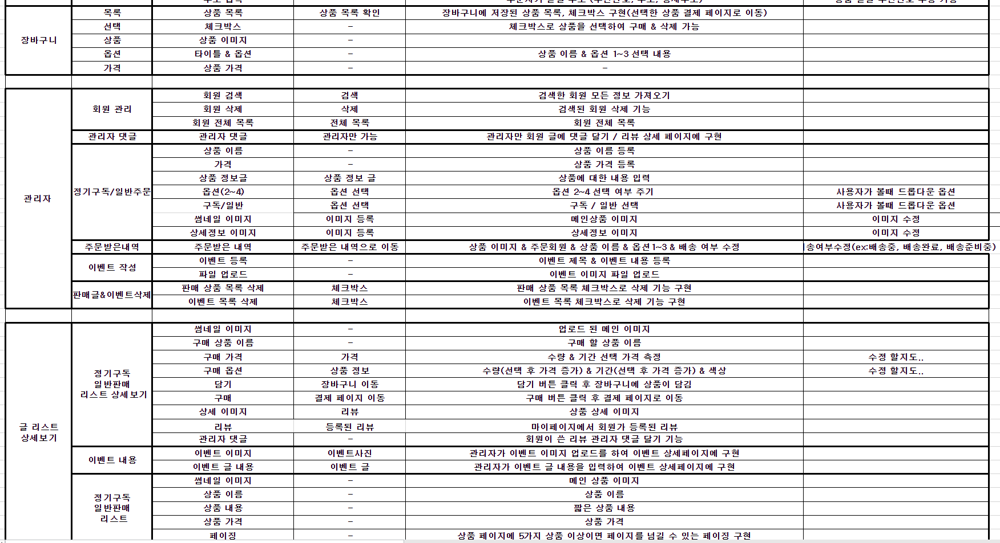 목록 상품 목록 상품 목록 확인 장바구니에 저장된 상품 목록, 체크박스 구현(선택한 상품 결제 페이지로 이동)
선택 체크박스 - 체크박스로 상품을 선택하여 구매 & 삭제 가능
장바구니 상품 상품 이미지 -
옵션 타이틀 & 옵션 - 상품 이름 & 옵션 1~3 선택 내용
가격 상품 가격 - -
회원 검색 검색 검색한 회원 모든 정보 가져오기
회원 관리 회원 삭제 삭제 검색된 회원 삭제 기능
회원 전체 목록 전체 목록 회원 전체 목록
관리자 댓글 관리자 댓글 관리자만 가능 관리자만 회원 글에 댓글 달기 / 리뷰 상세 페이지에 구현
상품 이름 - 상품 이름 등록
가격 - 상품 가격 등록
상품 정보글 상품 정보 글 상품에 대한 내용 입력
정기구독/일반주문 옵션(2~4) 옵션 선택 옵션 2~4 선택 여부 주기 사용자가 볼때 드롭다운 옵션
관리자 구독/일반 옵션 선택 구독 / 일반 선택 사용자가 볼때 드롭다운 옵션
썸네일 이미지 이미지 등록 메인상품 이미지 이미지 수정
상세정보 이미지 이미지 등록 상세정보 이미지 이미지 수정
주문받은내역 주문받은 내역 주문받은 내역으로 이동 상품 이미지 & 주문회원 & 상품 이름 & 옵션1~3 & 배송 여부 수정 송여부수정(ex:배송중, 배송완료, 배송준비중)
이벤트 작성 이벤트 등록 - 이벤트 제목 & 이벤트 내용 등록
파일 업로드 - 이벤트 이미지 파일 업로드
판매글&이벤트삭제 판매 상품 목록 삭제 체크박스 판매 상품 목록 체크박스로 삭제 기능 구현
이벤트 목록 삭제 체크박스 이벤트 목록 체크박스로 삭제 기능 구현
썸네일 이미지 - 업로드 된 메인 이미지
구매 상품 이름 - 구매 할 상품 이름
구매 가격 가격 수량 & 기간 선택 가격 측정 수정 할지도..
정기구독 구매 옵션 상품 정보 수량(선택 후 가격 증가) & 기간(선택 후 가격 증가) & 색상 수정 할지도..
일반판매 담기 장바구니 이동 담기 버튼 클릭 후 장바구니에 상품이 담김
리스트 상세보기 구매 결제 페이지 이동 구매 버튼 클릭 후 결제 페이지로 이동
상세 이미지 리뷰 상품 상세 이미지
글 리스트 리뷰 등록된 리뷰 마이페이지에서 회원가 등록된 리뷰
상세보기 관리자 댓글 - 회원이 쓴 리뷰 관리자 댓글 달기 기능
이벤트 내용 이벤트 이미지 이벤트사진 관리자가 이벤트 이미지 업로드를 하여 이벤트 상세페이지에 구현
이벤트 글 내용 이벤트 글 관리자가 이벤트 글 내용을 입력하여 이벤트 상세페이지에 구현
썸네일 이미지 - 메인 상품 이미지
정기구독 상품 이름 - 상품 이름
일반판매 상품 내용 - 짧은 상품 내용
리스트 상품 가격 - 상품 가격
페이징 - 상품 페이지에 5가지 상품 이상이면 페이지를 넘길 수 있는 페이징 구현